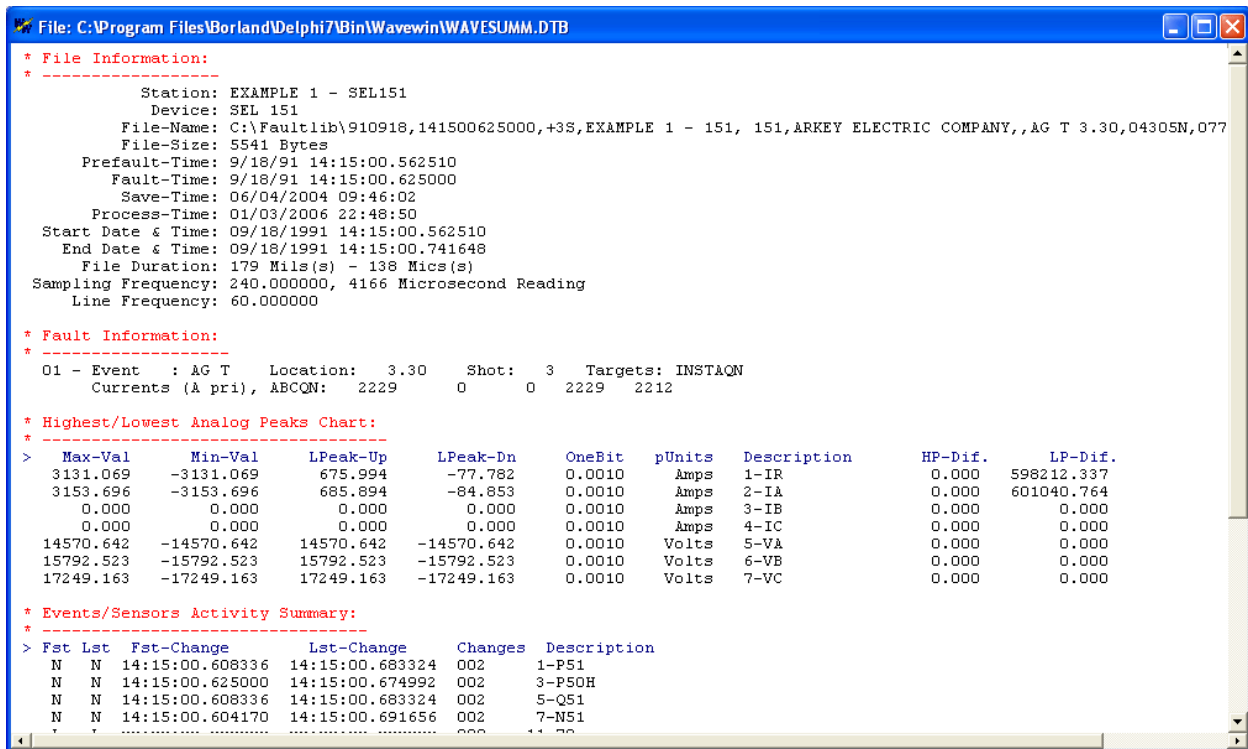 File: C:\Program Files\Borland\Delphi7\Bin\Wavewin\WAVESUMM.DTB
* File Information:
* ------------------
Station: EXAMPLE 1 - SEL151
Device: SEL 151
File-Name: C:\Faultlib\910918,141500625000,+3S,EXAMPLE 1 - 151, 151,ARKEY ELECTRIC COMPANY,,AG T 3.30,04305N,077
File-Size: 5541 Bytes
Prefault-Time: 9/18/91 14:15:00.562510
Fault-Time: 9/18/91 14:15:00.625000
Save-Time: 06/04/2004 09:46:02
Process-Time: 01/03/2006 22:48:50
Start Date & Time: 09/18/1991 14:15:00.562510
End Date & Time: 09/18/1991 14:15:00.741648
File Duration: 179 Mils(s) - 138 Mics(s)
Sampling Frequency: 240.000000, 4166 Microsecond Reading
Line Frequency: 60.000000
* Fault Information:
* -------------------
01 - Event : AG T Location: 3.30 Shot: 3 Targets: INSTAQN
Currents (A pri), ABCQN: 2229 0 0 2229 2212
* Highest/Lowest Analog Peaks Chart:
* -----------------------------------
> Max-Val Min-Val LPeak-Up LPeak-Dn OneBit pUnits Description HP-Dif. LP-Dif.
3131.069 -3131.069 675.994 -77.782 0.0010 Amps 1-IR 0.000 598212.337
3153.696 -3153.696 685.894 -84.853 0.0010 Amps 2-IA 0.000 601040.764
0.000 0.000 0.000 0.000 0.0010 Amps 3-IB 0.000 0.000
0.000 0.000 0.000 0.000 0.0010 Amps 4-IC 0.000 0.000
14570.642 -14570.642 14570.642 -14570.642 0.0010 Volts 5-VA 0.000 0.000
15792.523 -15792.523 15792.523 -15792.523 0.0010 Volts 6-VB 0.000 0.000
17249.163 -17249.163 17249.163 -17249.163 0.0010 Volts 7-VC 0.000 0.000
* Events/Sensors Activity Summary:
* ---------------------------------
> Fst Lst Fst-Change Lst-Change Changes Description
N N 14:15:00.608336 14:15:00.683324 002 1-P51
N N 14:15:00.625000 14:15:00.674992 002 3-P50H
N N 14:15:00.608336 14:15:00.683324 002 5-Q51
N N 14:15:00.604170 14:15:00.691656 002 7-N51